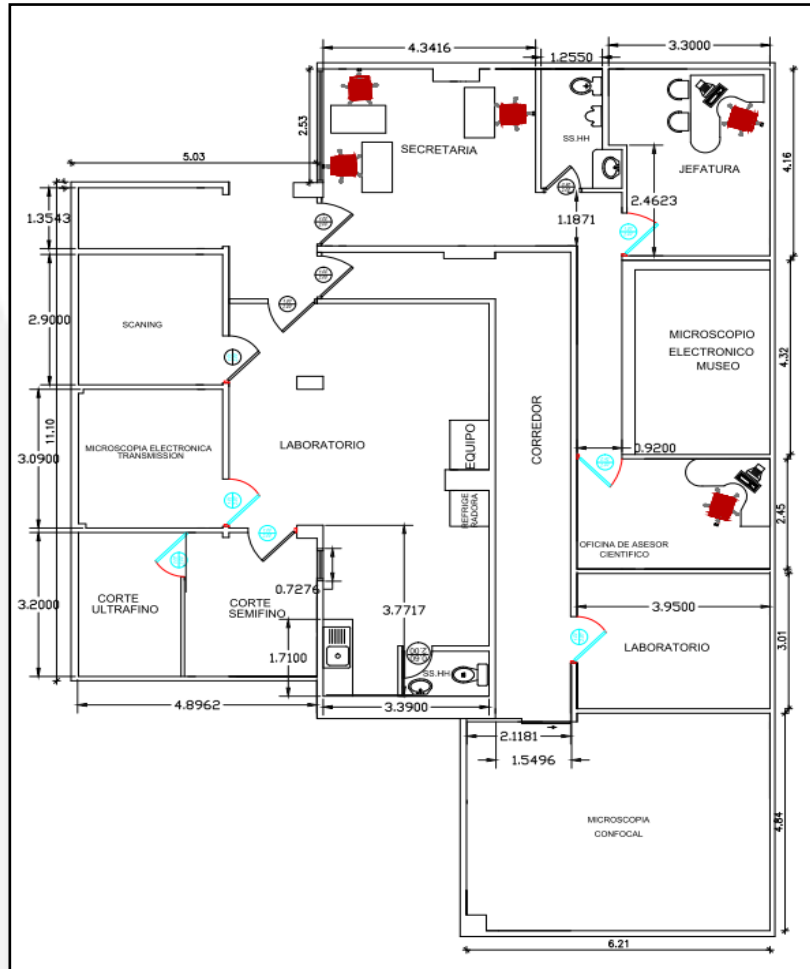 4.3416
1.2550
3.3000
2.53
SECRETARIA
SS.HH
JEFATURA
4.16
5.03
1.3543
1.1871
2.4623
2.9000
SCANING
MICROSCOPIO
ELECTRONICO
MUSEO
4.32
11.10
3.0900
MICROSCOPIA ELECTRONICA
TRANSMISSION
LABORATORIO
EQUIPO
CORREDOR
0.9200
REFRIGE
RADORA
2.45
OFICINA DE ASESOR
CIENTIFICO
3.2000
CORTE
ULTRAFINO
CORTE
SEMIFINO
0.7276
3.7717
3.9500
1.7100
LABORATORIO
3.01
SS.HH
4.8962
3.3900
2.1181
1.5496
MICROSCOPIA
CONFOCAL
4.84
6.21